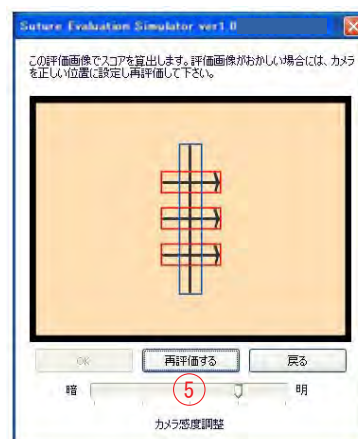 Suture Evaluation Simulator ver1.0
この評価画像でスコアを算出します。評価画像がおかしい場合には、カメラ
を正しい位置に設定し再評価して下さい。
OK 再評価する 戻る
暗 ⑤ 明
カメラ感度調整